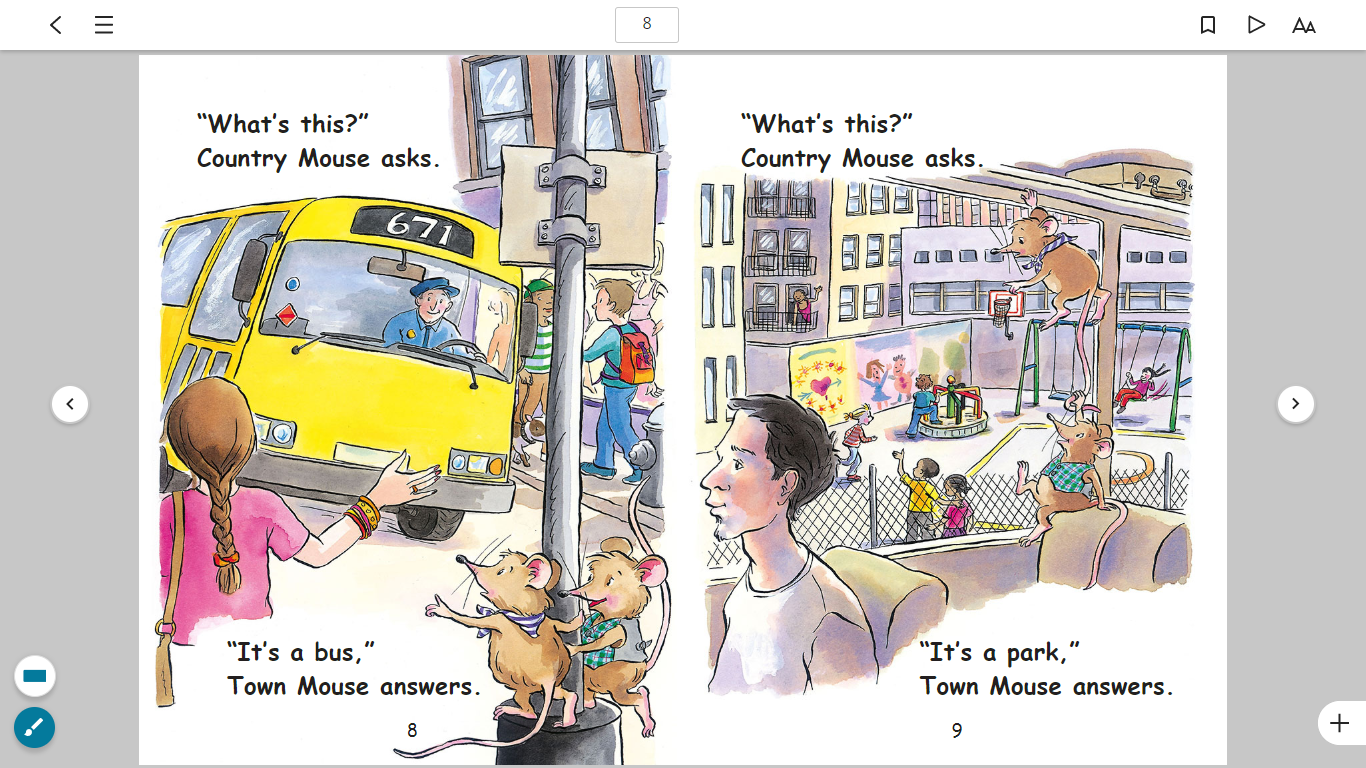 8
“What’s this?”
Country Mouse asks.
671
“It’s a bus,”
Town Mouse answers.
8
“What’s this?”
Country Mouse asks.
“It’s a park,”
Town Mouse answers.
9